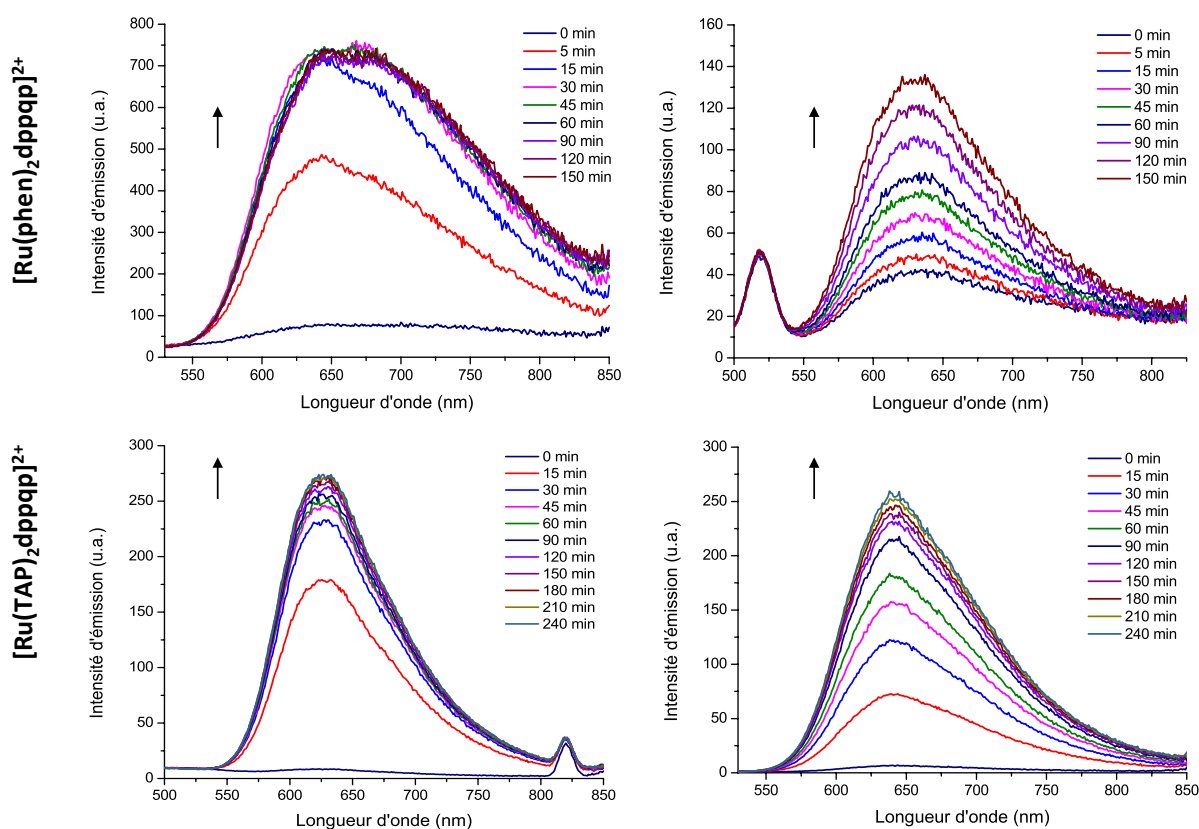 [Ru(phen)₂dppqp]²⁺
Intensité d'émission (u.a.)
800
700
600
500
400
300
200
100
0
550
600
650
700
750
800
850
Longueur d'onde (nm)
0 min
5 min
15 min
30 min
45 min
60 min
90 min
120 min
150 min
Intensité d'émission (u.a.)
160
140
120
100
80
60
40
20
0
500
550
600
650
700
750
800
Longueur d'onde (nm)
0 min
5 min
15 min
30 min
45 min
60 min
90 min
120 min
150 min
[Ru(TAP)₂dppqp]²⁺
Intensité d'émission (u.a.)
300
250
200
150
100
50
0
500
550
600
650
700
750
800
850
Longueur d'onde (nm)
0 min
15 min
30 min
45 min
60 min
90 min
120 min
150 min
180 min
210 min
240 min
Intensité d'émission (u.a.)
300
250
200
150
100
50
0
550
600
650
700
750
800
850
Longueur d'onde (nm)
0 min
15 min
30 min
45 min
60 min
90 min
120 min
150 min
180 min
210 min
240 min